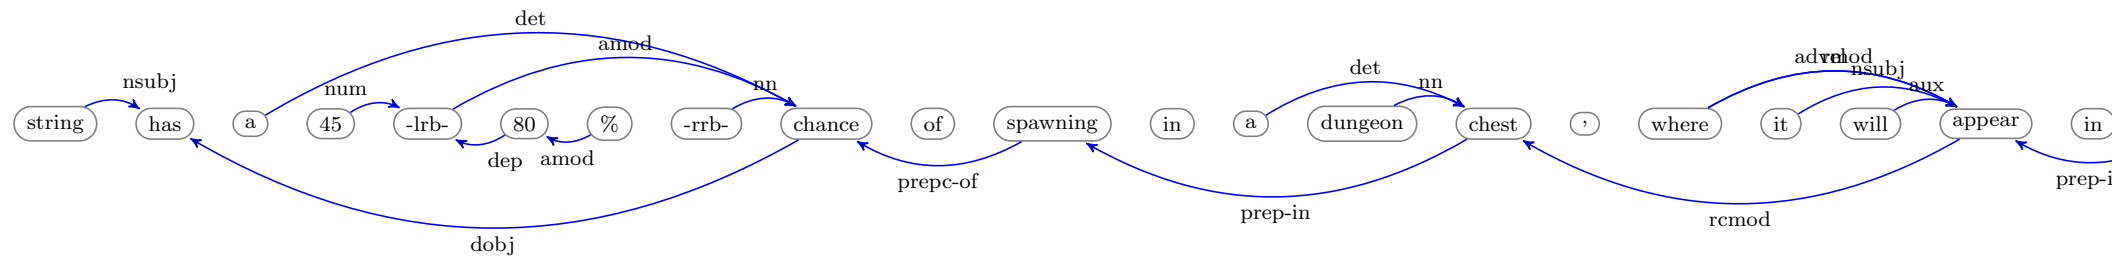 det
amod
advmod
rcmod
nsubj
nsubj
num
nn
det
nn
aux
string has a 45 -lrb- 80 % -rrb- chance of spawning in a dungeon chest , where it will appear in
dep amod
prepc-of
prep-i
prep-in
rcmod
dobj